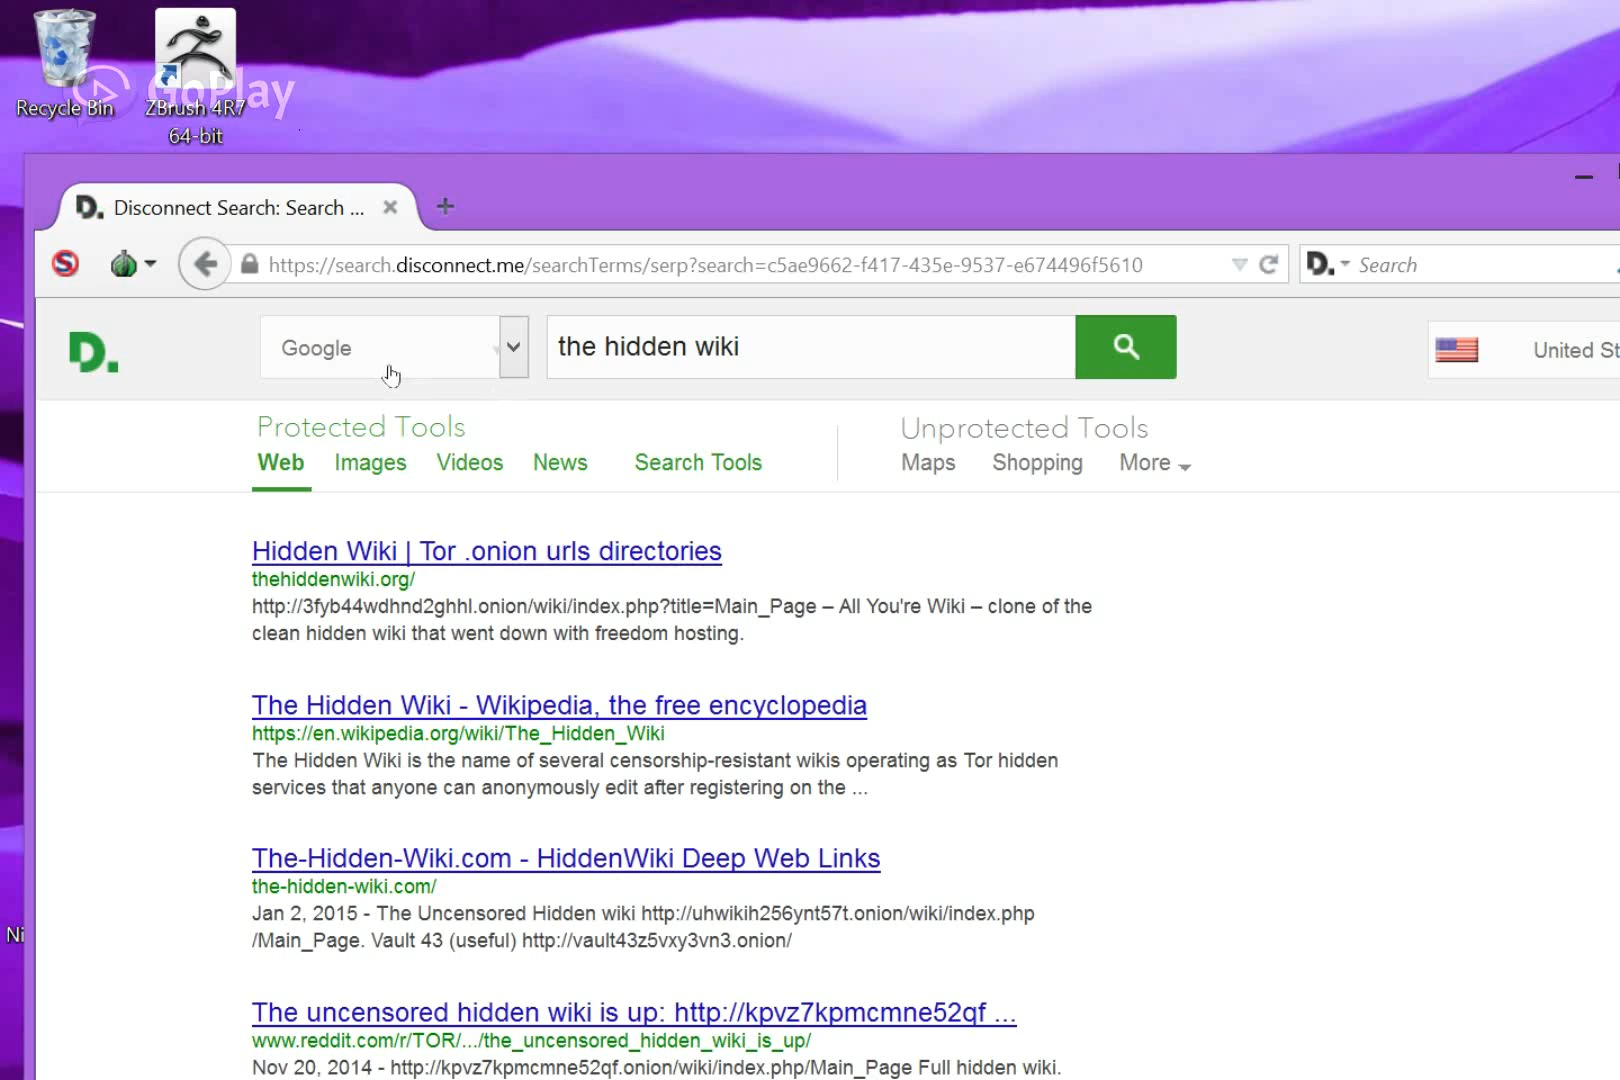 GoPlay
Recycle Bin
ZBrush 4R7
64-bit
D. Disconnect Search: Search ...
S
https://search.disconnect.me/searchTerms/serp?search=c5ae9662-f417-435e-9537-e674496f5610
D. Search
D.
Google
the hidden wiki
United St
Protected Tools
Unprotected Tools
Web Images Videos News Search Tools
Maps Shopping More
Hidden Wiki | Tor .onion urls directories
thehiddenwiki.org/
http://3fyb44wdhnd2ghhl.onion/wiki/index.php?title=Main_Page – All You're Wiki – clone of the
clean hidden wiki that went down with freedom hosting.
The Hidden Wiki - Wikipedia, the free encyclopedia
https://en.wikipedia.org/wiki/The_Hidden_Wiki
The Hidden Wiki is the name of several censorship-resistant wikis operating as Tor hidden
services that anyone can anonymously edit after registering on the ...
The-Hidden-Wiki.com - HiddenWiki Deep Web Links
the-hidden-wiki.com/
Jan 2, 2015 - The Uncensored Hidden wiki http://uhwikih256ynt57t.onion/wiki/index.php
/Main_Page. Vault 43 (useful) http://vault43z5vxy3vn3.onion/
Ni
The uncensored hidden wiki is up: http://kpvz7kpmcmne52qf ...
www.reddit.com/r/TOR/.../the_uncensored_hidden_wiki_is_up/
Nov 20, 2014 - http://kpvz7kpmcmne52qf.onion/wiki/index.php/Main_Page Full hidden wiki.